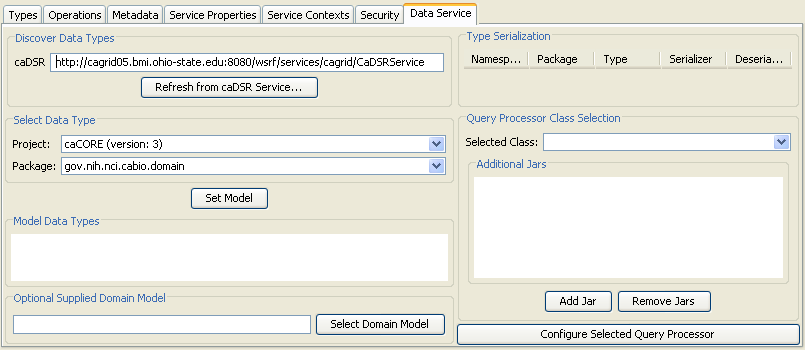 Types Operations Metadata Service Properties Service Contexts Security Data Service
Discover Data Types
caDSR http://cagrid05.bmi.ohio-state.edu:8080/wsrf/services/cagrid/CaDSRService
Refresh from caDSR Service...
Select Data Type
Project: caCORE (version: 3)
Package: gov.nih.nci.cabio.domain
Set Model
Model Data Types
Optional Supplied Domain Model
Select Domain Model
Type Serialization
Namesp... Package Type Serializer Deseria...
Query Processor Class Selection
Selected Class:
Additional Jars
Add Jar Remove Jars
Configure Selected Query Processor